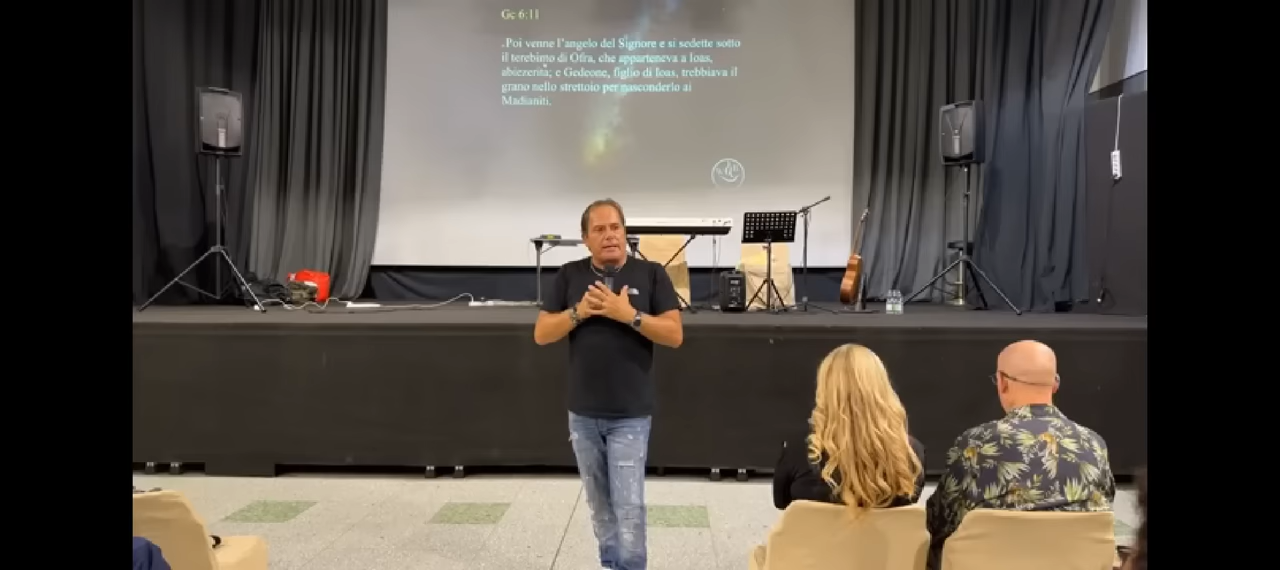 Gc 6:11
.Poi venne l'angelo del Signore e si sedette sotto
il terebinto di Ofra, che apparteneva a Ioas,
abiezerita; e Gedeone, figlio di Ioas, trebbiava il
grano nello strettoio per nasconderlo ai
Madianiti.